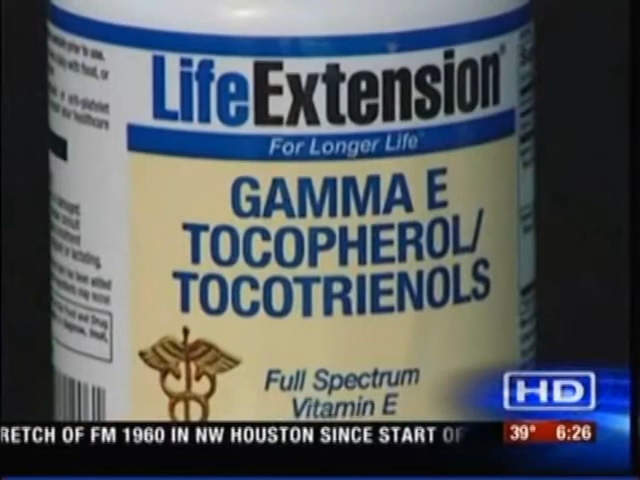 LifeExtension®
For Longer Life™
GAMMA E
TOCOPHEROL/
TOCOTRIENOLS
Full Spectrum
Vitamin E
HD
RETCH OF FM 1960 IN NW HOUSTON SINCE START OF
39° 6:26